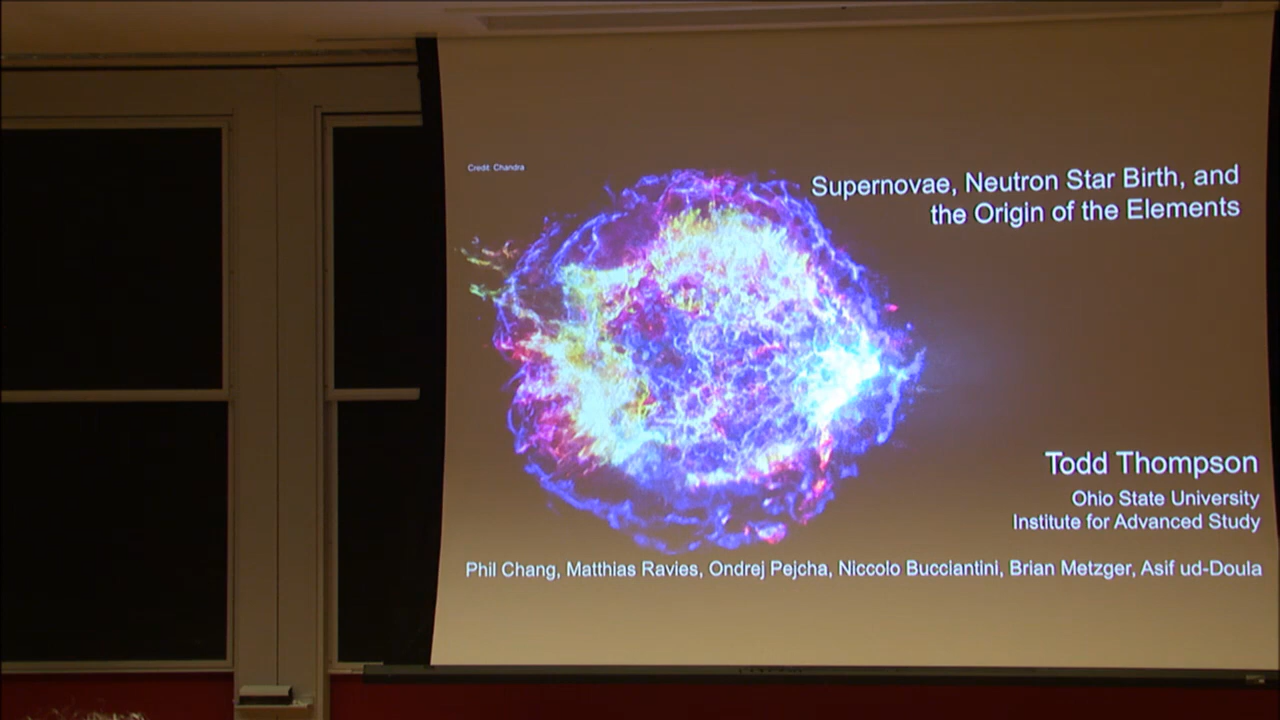 Credit: Chandra
Supernovae, Neutron Star Birth, and
the Origin of the Elements
Todd Thompson
Ohio State University
Institute for Advanced Study
Phil Chang, Matthias Ravies, Ondrej Pejcha, Niccolo Bucciantini, Brian Metzger, Asif ud-Doula